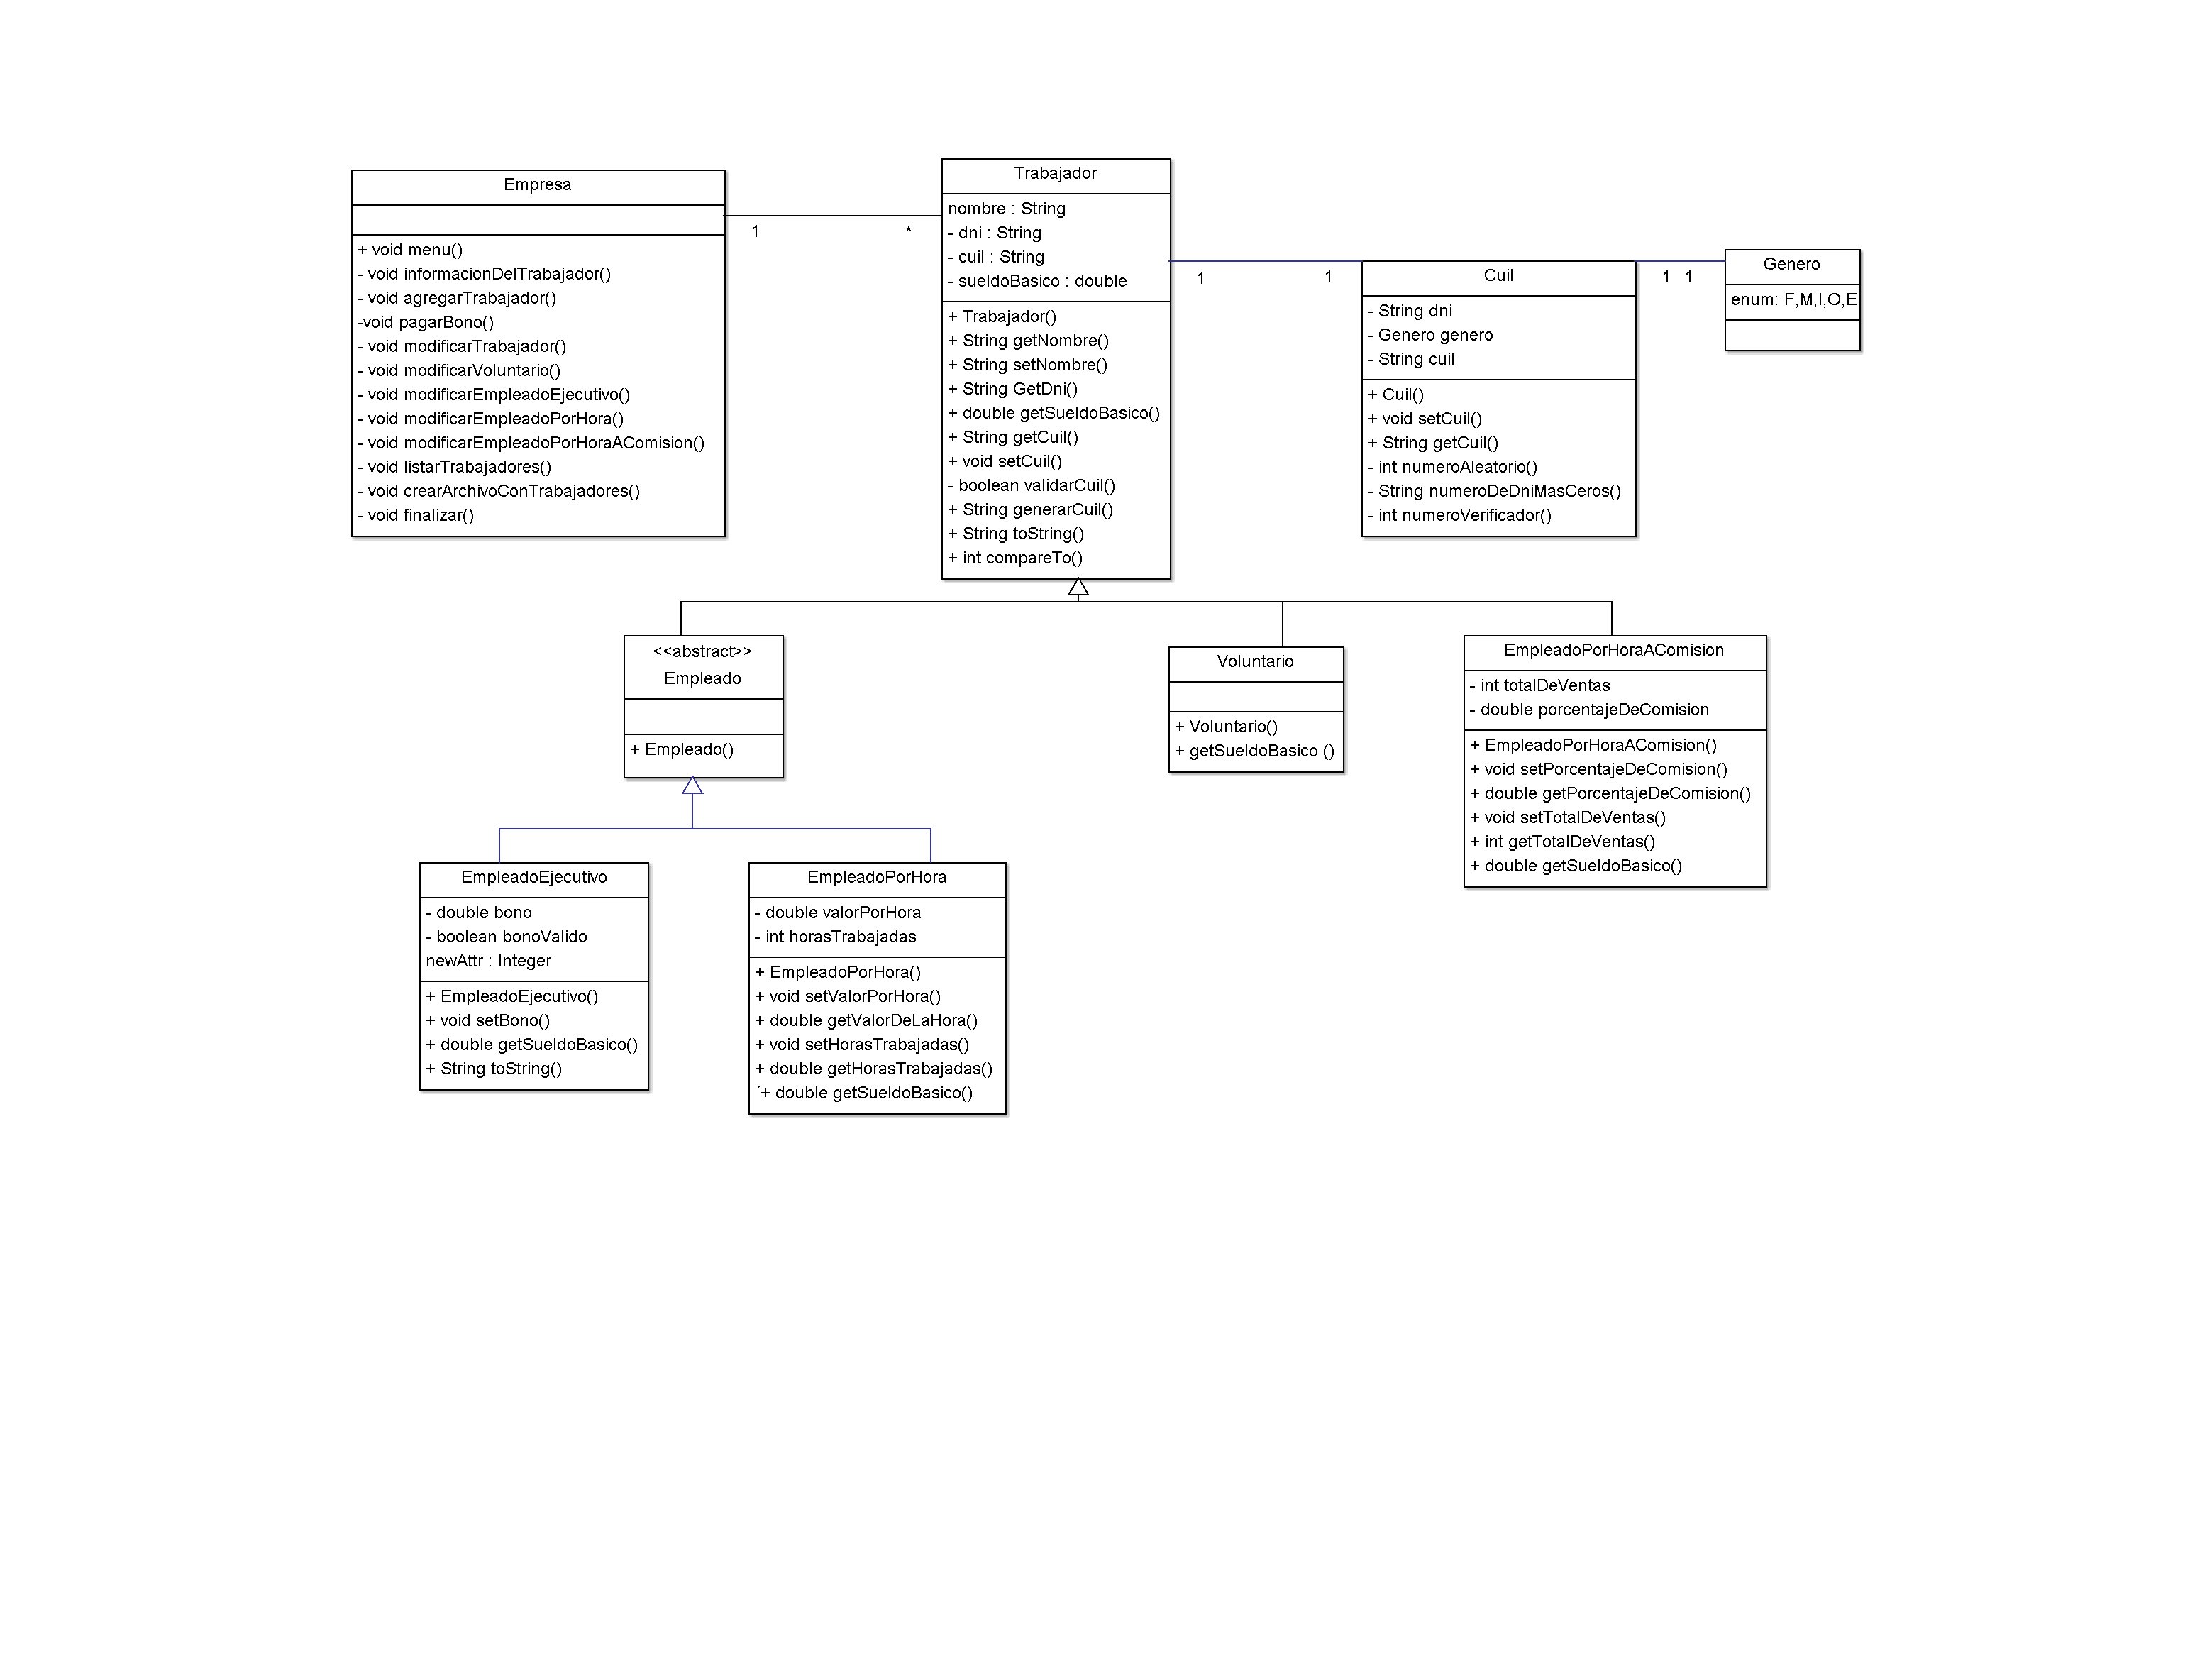 Empresa
+ void menu()
- void informacionDelTrabajador()
- void agregarTrabajador()
-void pagarBono()
- void modificarTrabajador()
- void modificarVoluntario()
- void modificarEmpleadoEjecutivo()
- void modificarEmpleadoPorHora()
- void modificarEmpleadoPorHoraAComision()
- void listarTrabajadores()
- void crearArchivoConTrabajadores()
- void finalizar()
1
*
Trabajador
nombre : String
- dni : String
- cuil : String
- sueldoBasico : double
+ Trabajador()
+ String getNombre()
+ String setNombre()
+ String GetDni()
+ double getSueldoBasico()
+ String getCuil()
+ void setCuil()
- boolean validarCuil()
+ String generarCuil()
+ String toString()
+ int compareTo()
1
1
Cuil
- String dni
- Genero genero
- String cuil
+ Cuil()
+ void setCuil()
+ String getCuil()
- int numeroAleatorio()
- String numeroDeDniMasCeros()
- int numeroVerificador()
1 1
Genero
enum: F,M,I,O,E
<<abstract>>
Empleado
+ Empleado()
Voluntario
+ Voluntario()
+ getSueldoBasico ()
EmpleadoPorHoraAComision
- int totalDeVentas
- double porcentajeDeComision
+ EmpleadoPorHoraAComision()
+ void setPorcentajeDeComision()
+ double getPorcentajeDeComision()
+ void setTotalDeVentas()
+ int getTotalDeVentas()
+ double getSueldoBasico()
EmpleadoEjecutivo
- double bono
- boolean bonoValido
newAttr : Integer
+ EmpleadoEjecutivo()
+ void setBono()
+ double getSueldoBasico()
+ String toString()
EmpleadoPorHora
- double valorPorHora
- int horasTrabajadas
+ EmpleadoPorHora()
+ void setValorPorHora()
+ double getValorDeLaHora()
+ void setHorasTrabajadas()
+ double getHorasTrabajadas()
´+ double getSueldoBasico()